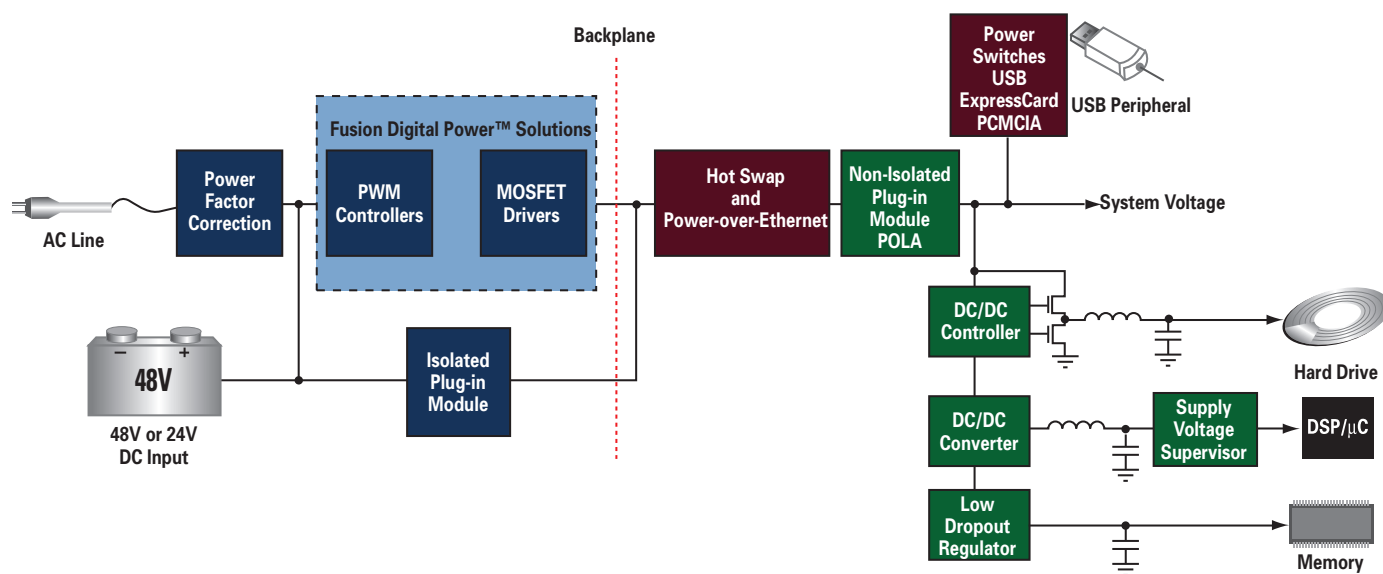 Backplane
Power
Switches
USB
ExpressCard
PCMCIA
USB Peripheral
Fusion Digital Power™ Solutions
Power
Factor
Correction
PWM
Controllers
MOSFET
Drivers
Hot Swap
and
Power-over-Ethernet
Non-Isolated
Plug-in
Module
POLA
System Voltage
AC Line
DC/DC
Controller
Hard Drive
– +
48V
48V or 24V
DC Input
Isolated
Plug-in
Module
DC/DC
Converter
Supply
Voltage
Supervisor
DSP/μC
Low
Dropout
Regulator
Memory